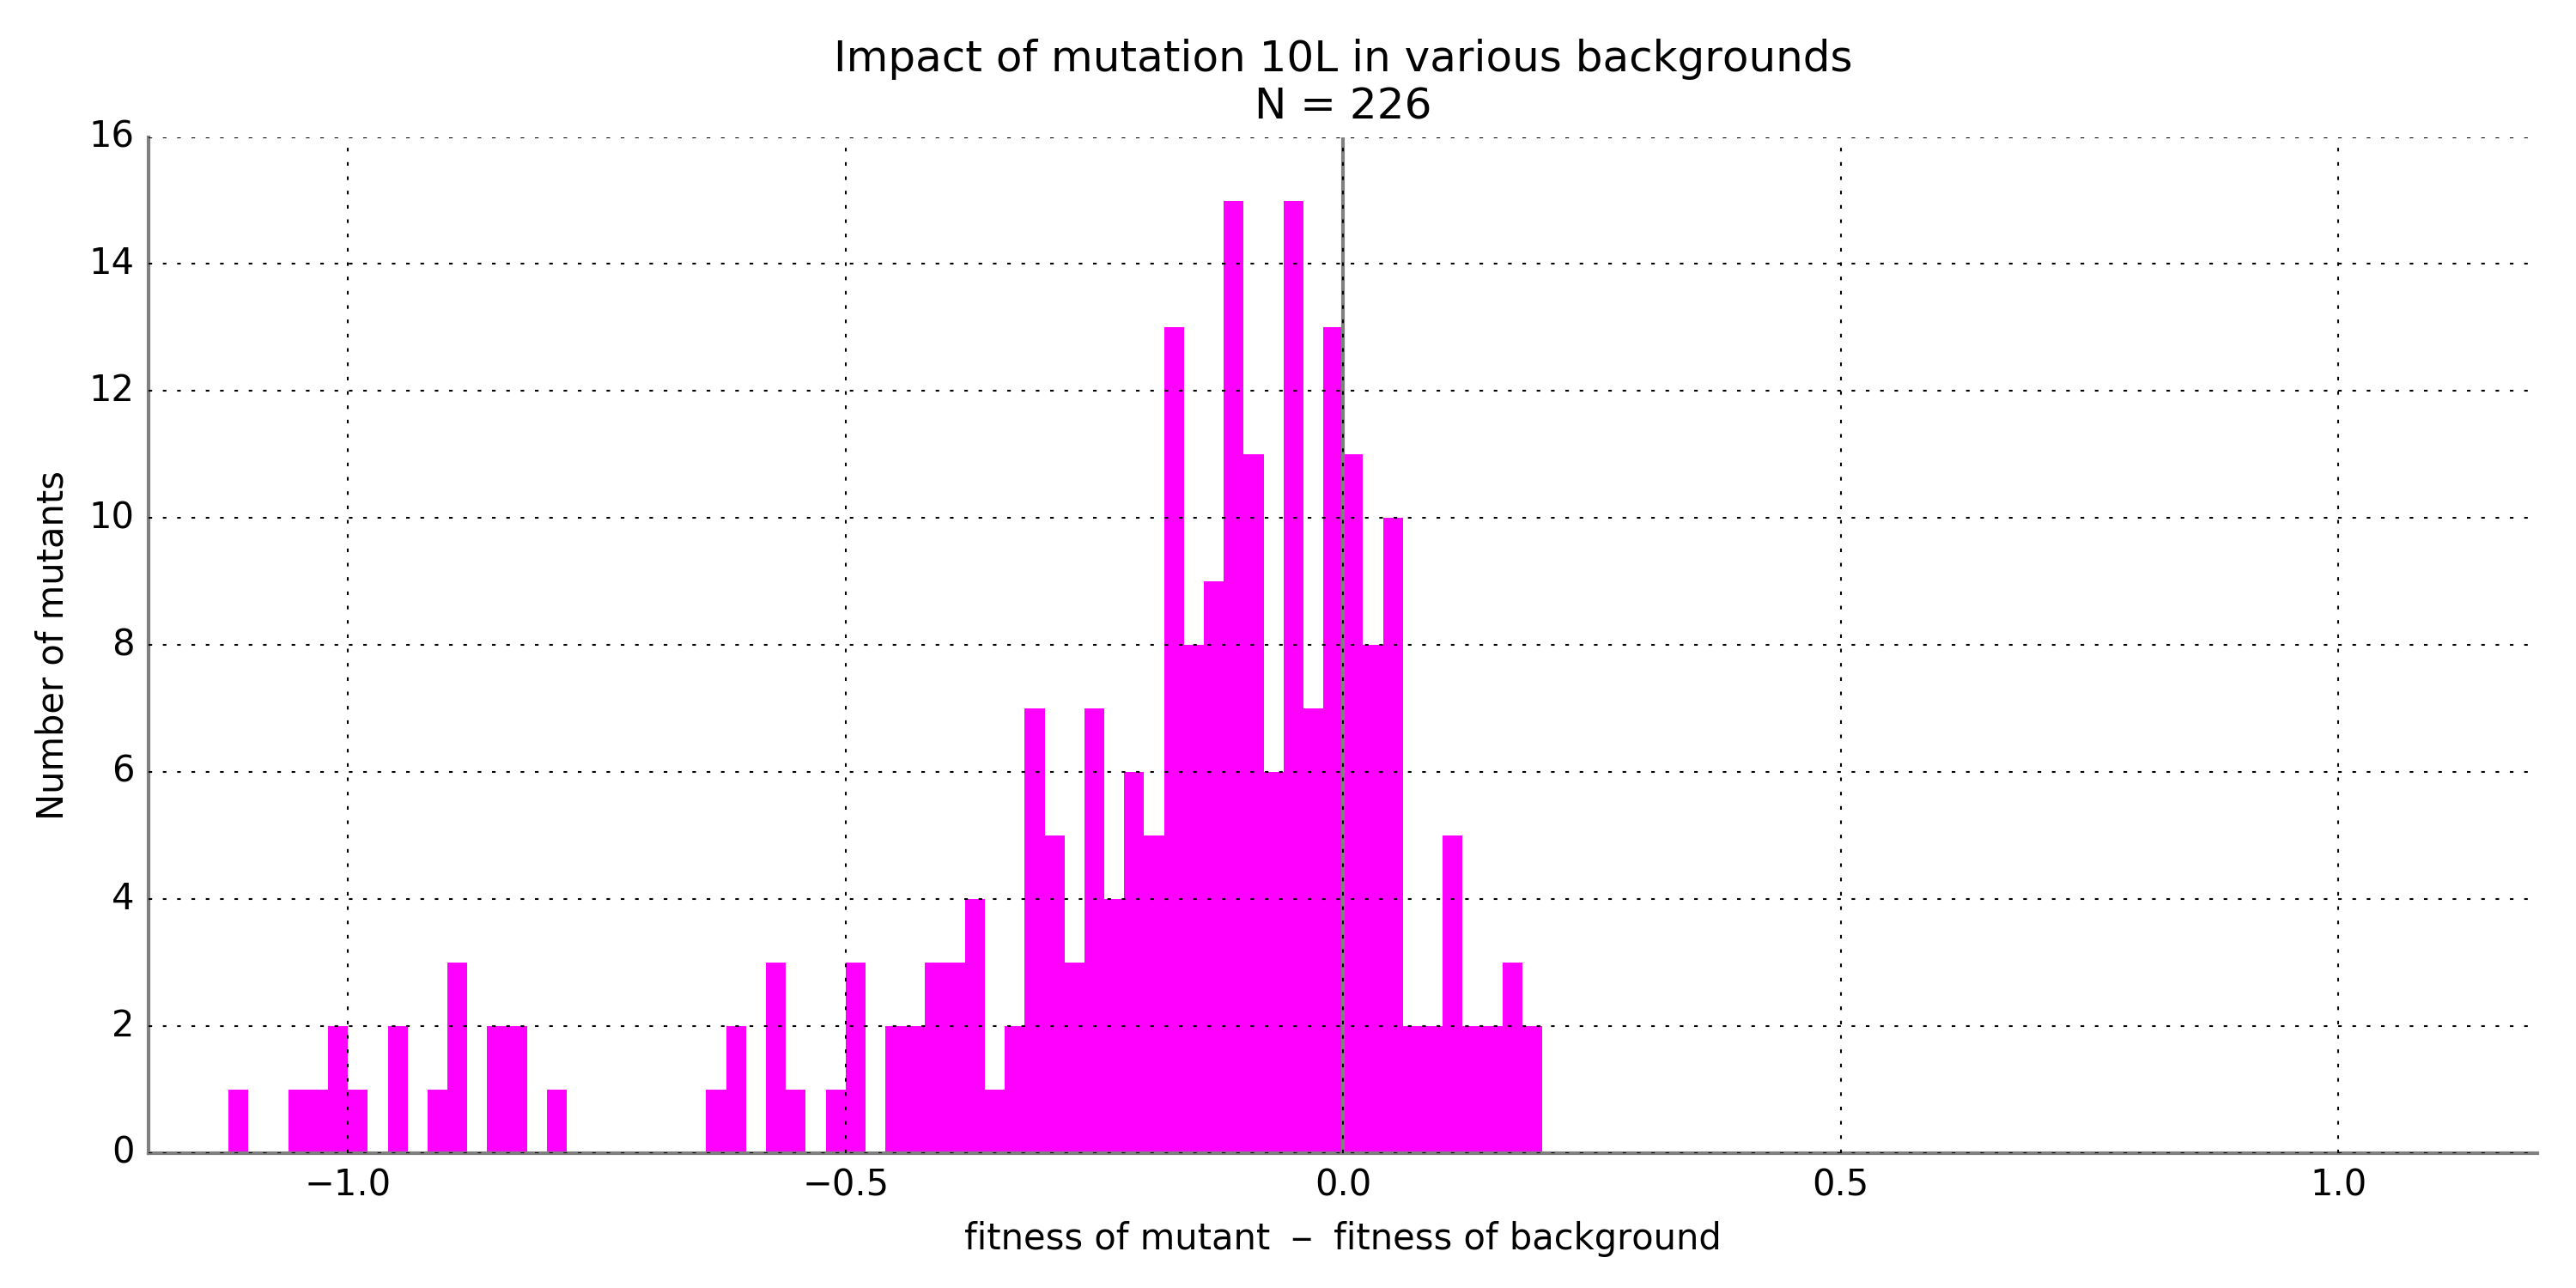 Impact of mutation 10L in various backgrounds
N = 226
16
14
12
10
8
6
4
2
0
Number of mutants
−1.0 −0.5 0.0 0.5 1.0
fitness of mutant – fitness of background